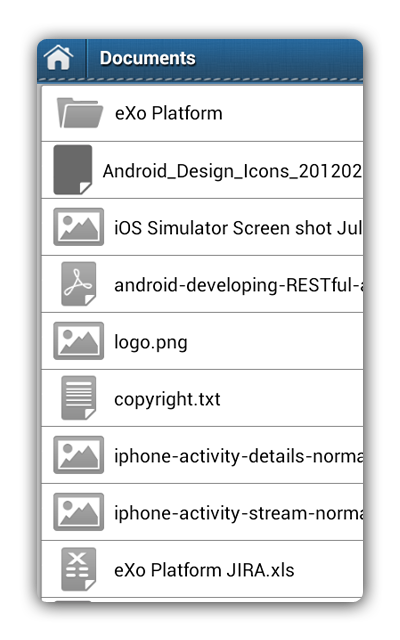 Documents
eXo Platform
Android_Design_Icons_201202
iOS Simulator Screen shot Jul
android-developing-RESTful-a
logo.png
copyright.txt
iphone-activity-details-norma
iphone-activity-stream-norma
eXo Platform JIRA.xls